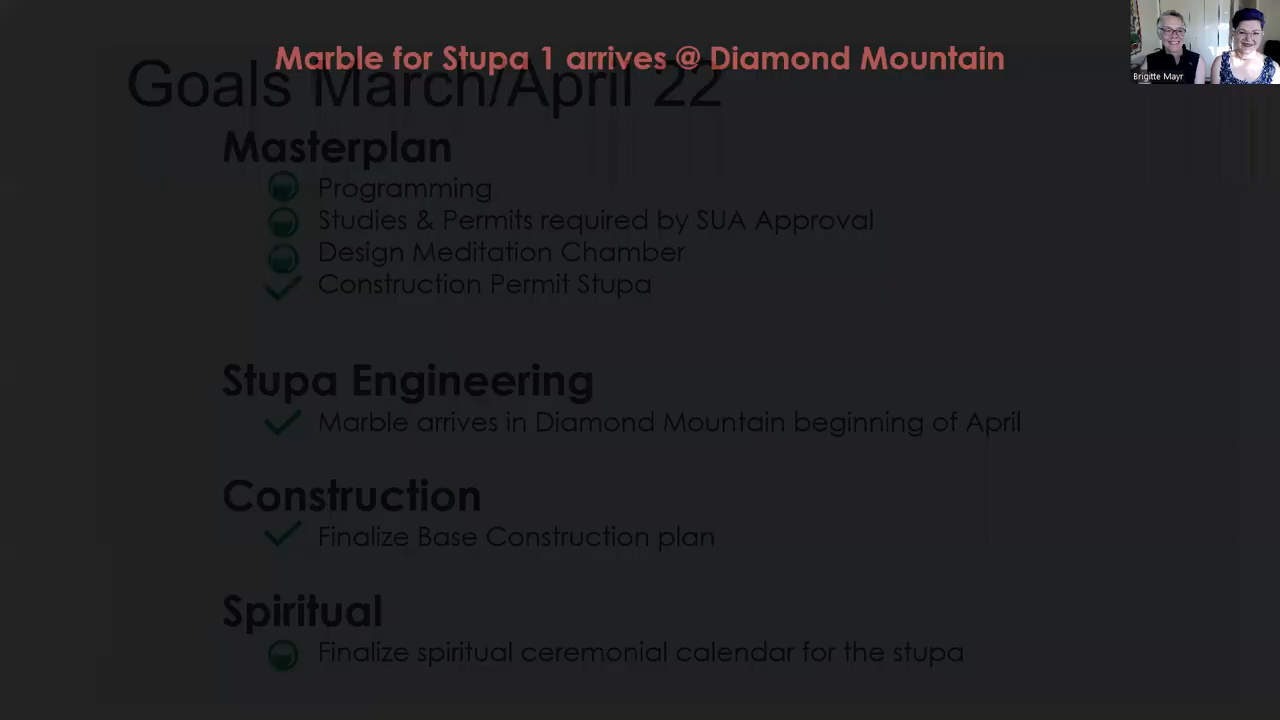 Marble for Stupa 1 arrives @ Diamond Mountain
Goals March/April 22
Masterplan
Programming
Studies & Permits required by SUA Approval
Design Meditation Chamber
Construction Permit Stupa
Stupa Engineering
Marble arrives in Diamond Mountain beginning of April
Construction
Finalize Base Construction plan
Spiritual
Finalize spiritual ceremonial calendar for the stupa
Brigitte Mayr